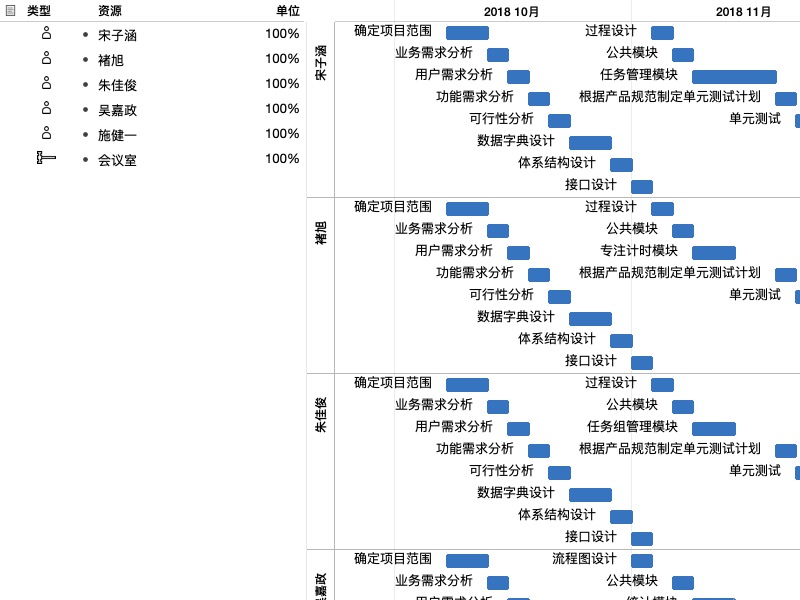 类型 资源 单位
宋子涵 100%
褚旭 100%
朱佳俊 100%
吴嘉政 100%
施健一 100%
会议室 100%
2018 10月 2018 11月
宋子涵
确定项目范围 过程设计
业务需求分析 公共模块
用户需求分析 任务管理模块
功能需求分析 根据产品规范制定单元测试计划
可行性分析 单元测试
数据字典设计
体系结构设计
接口设计
褚旭
确定项目范围 过程设计
业务需求分析 公共模块
用户需求分析 专注计时模块
功能需求分析 根据产品规范制定单元测试计划
可行性分析 单元测试
数据字典设计
体系结构设计
接口设计
朱佳俊
确定项目范围 过程设计
业务需求分析 公共模块
用户需求分析 任务组管理模块
功能需求分析 根据产品规范制定单元测试计划
可行性分析 单元测试
数据字典设计
体系结构设计
接口设计
嘉政
确定项目范围 流程图设计
业务需求分析 公共模块